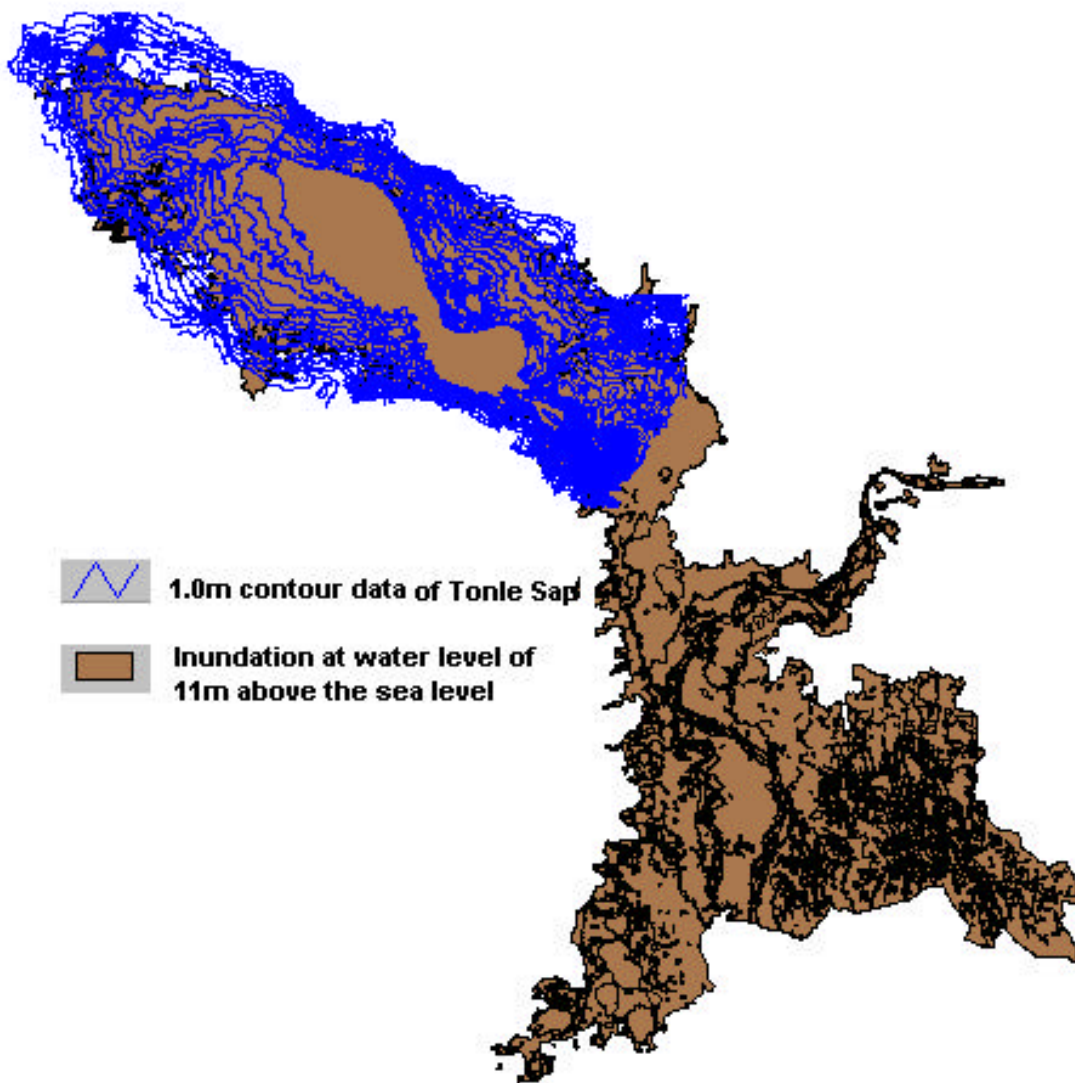 1.0m contour data of Tonle Sap
Inundation at water level of
11m above the sea level